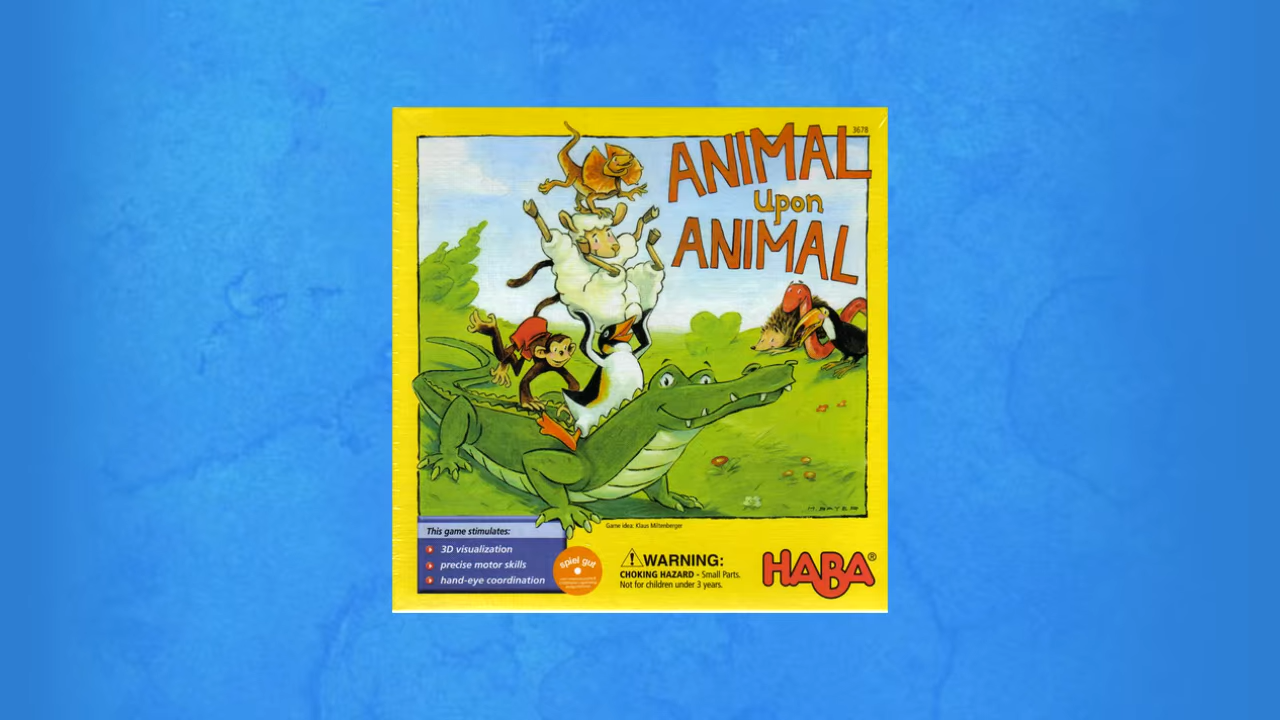 3678
ANIMAL
upon
ANIMAL
M. BAYER
Game idea: Klaus Miltenberger
This game stimulates:
3D visualization
precise motor skills
hand-eye coordination
spiel gut
WARNING:
CHOKING HAZARD - Small Parts.
Not for children under 3 years.
HABA®